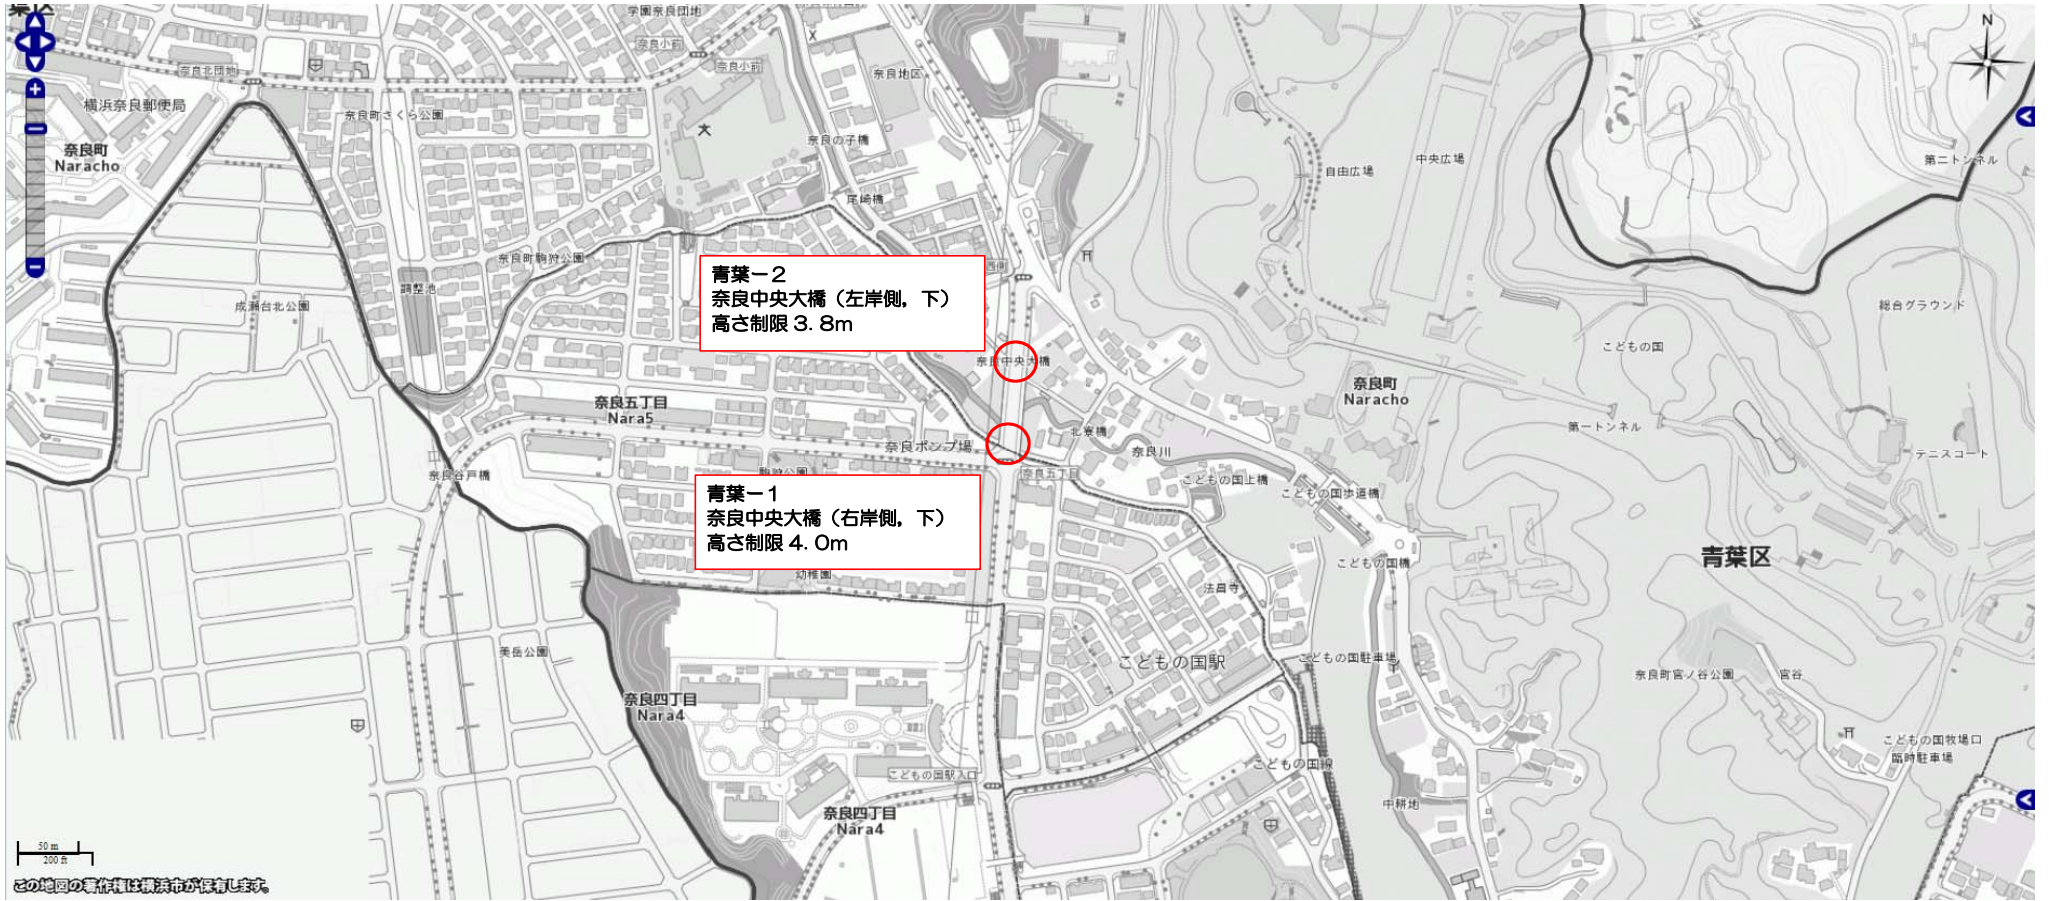 葉区
学園奈良団地
奈良小前
奈良小前
奈良地区
奈良北団地
横浜奈良郵便局
奈良町さくら公園
奈良町
Naracho
奈良の子橋
尾崎橋
自由広場
中央広場
第二トンネル
N
奈良町駒狩公園
調整池
成瀬台北公園
西側
青葉－2
奈良中央大橋（左岸側，下）
高さ制限 3. 8m
奈良中央大橋
総合グラウンド
こどもの国
奈良町
Naracho
奈良五丁目
Nara5
第一トンネル
テニスコート
北寮橋
奈良川
奈良ポンプ場
奈良五丁目
奈良谷戸橋
駒狩公園
こどもの国上橋
こどもの国歩道橋
青葉－1
奈良中央大橋（右岸側，下）
高さ制限 4. 0m
幼稚園
こどもの国橋
青葉区
法昌寺
美岳公園
こどもの国駅
こどもの国駐車場
奈良町宮ノ谷公園
宮谷
奈良四丁目
Nara4
こどもの国牧場口
臨時駐車場
こどもの国線
こどもの国駅入口
中耕地
奈良四丁目
Nara4
50 m
200 ft
この地図の著作権は横浜市が保有します。